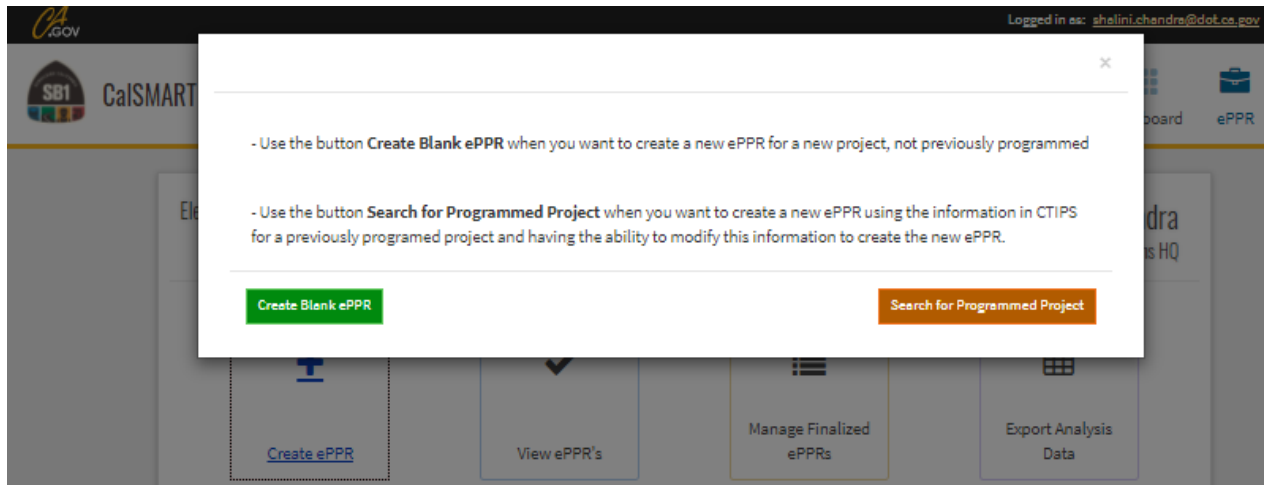 CA.GOV
Logged in as: shalini.chandra@dot.ca.gov
×
SB1
CalSMART
board
ePPR
- Use the button Create Blank ePPR when you want to create a new ePPR for a new project, not previously programmed
Ele
- Use the button Search for Programmed Project when you want to create a new ePPR using the information in CTIPS
for a previously programed project and having the ability to modify this information to create the new ePPR.
dra
ns HQ
Create Blank ePPR
Search for Programmed Project
Create ePPR
View ePPR's
Manage Finalized
ePPRs
Export Analysis
Data